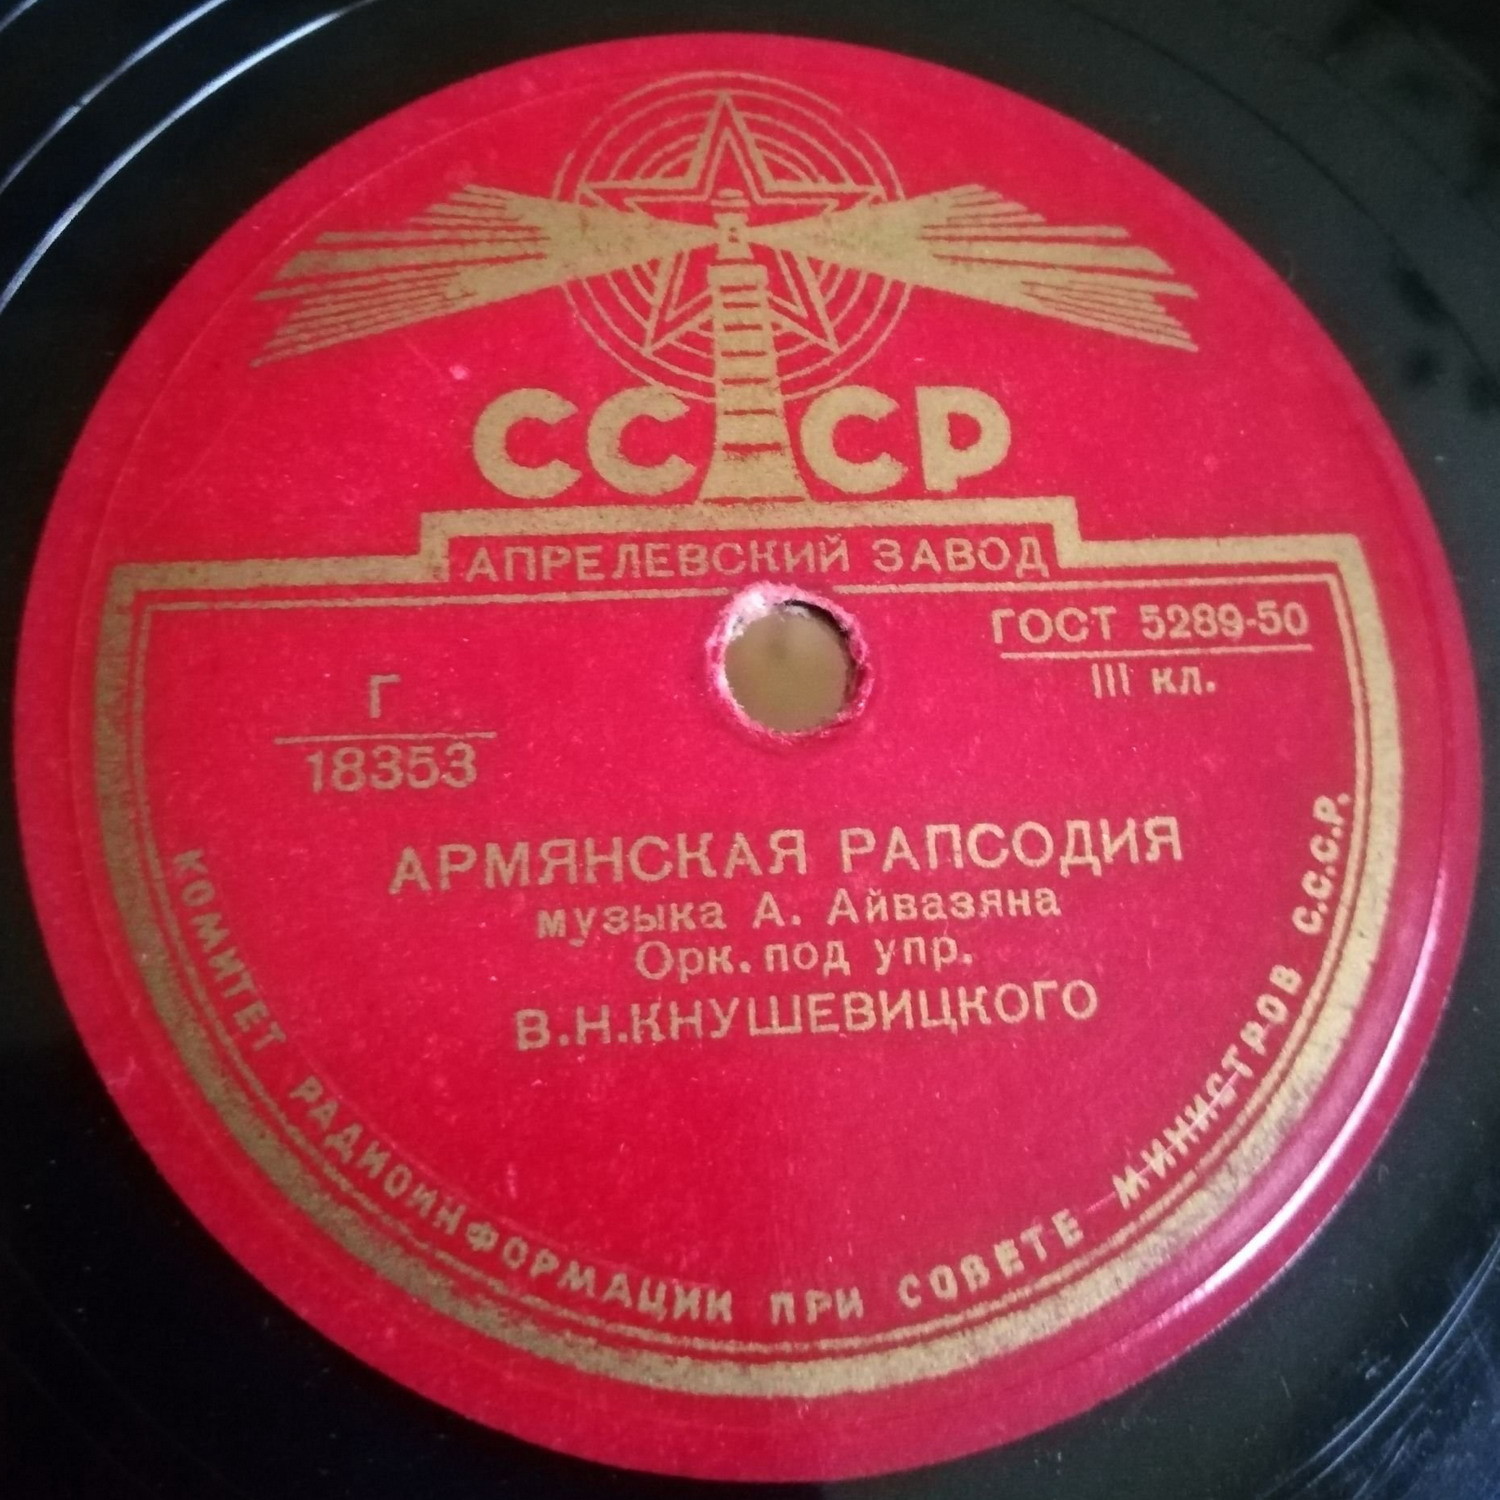 СССР
АПРЕЛЕВСКИЙ ЗАВОД
ГОСТ 5289-50
III кл.
Г
18353
АРМЯНСКАЯ РАПСОДИЯ
музыка А. Айвазяна
Орк. под упр.
В.Н.КНУШЕВИЦКОГО
КОМИТЕТ РАДИОИНФОРМАЦИИ ПРИ СОВЕТЕ МИНИСТРОВ С.С.С.Р.